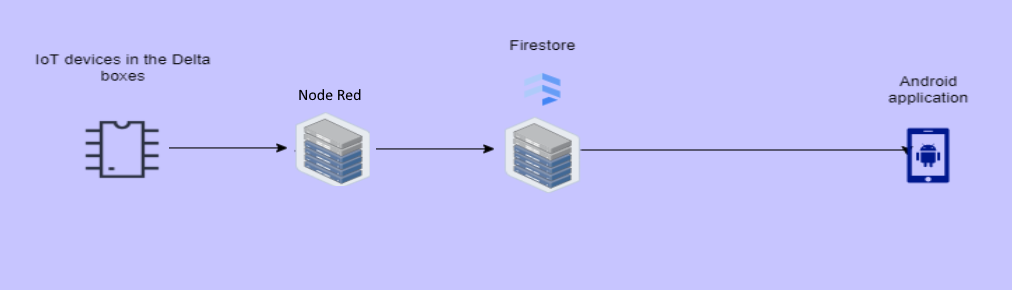 IoT devices in the Delta
boxes
Node Red
Firestore
Android
application